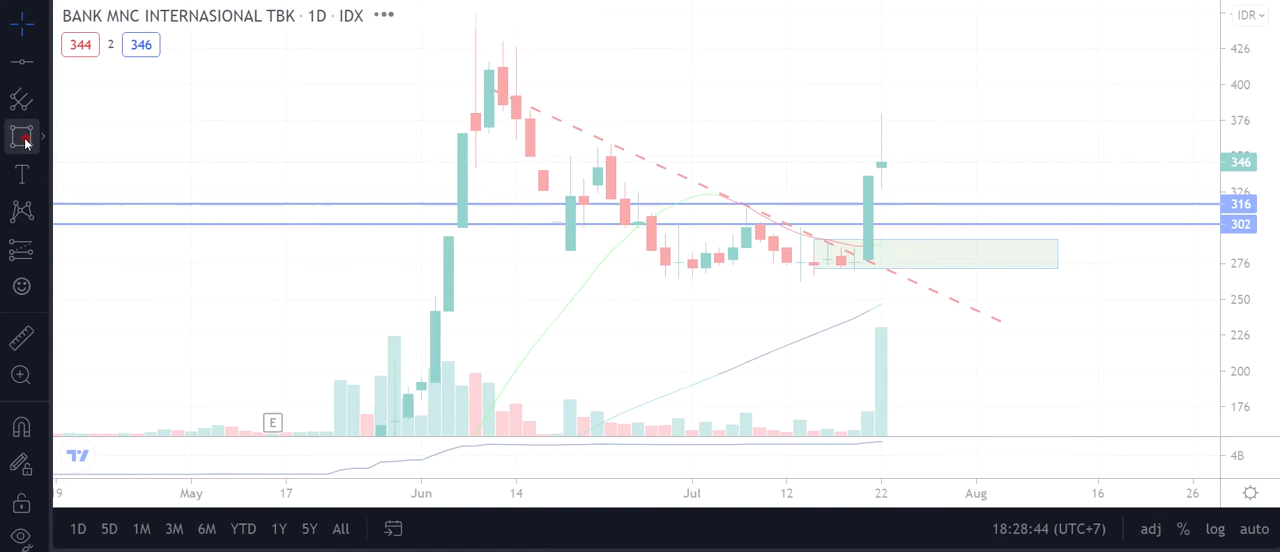 BANK MNC INTERNASIONAL TBK · 1D · IDX •••
IDR
344 2 346
426
400
376
346
326
316
302
276
250
226
200
176
E
4B
19 May 17 Jun 14 Jul 12 22 Aug 16 26
1D 5D 1M 3M 6M YTD 1Y 5Y All
18:28:44 (UTC+7) adj % log auto